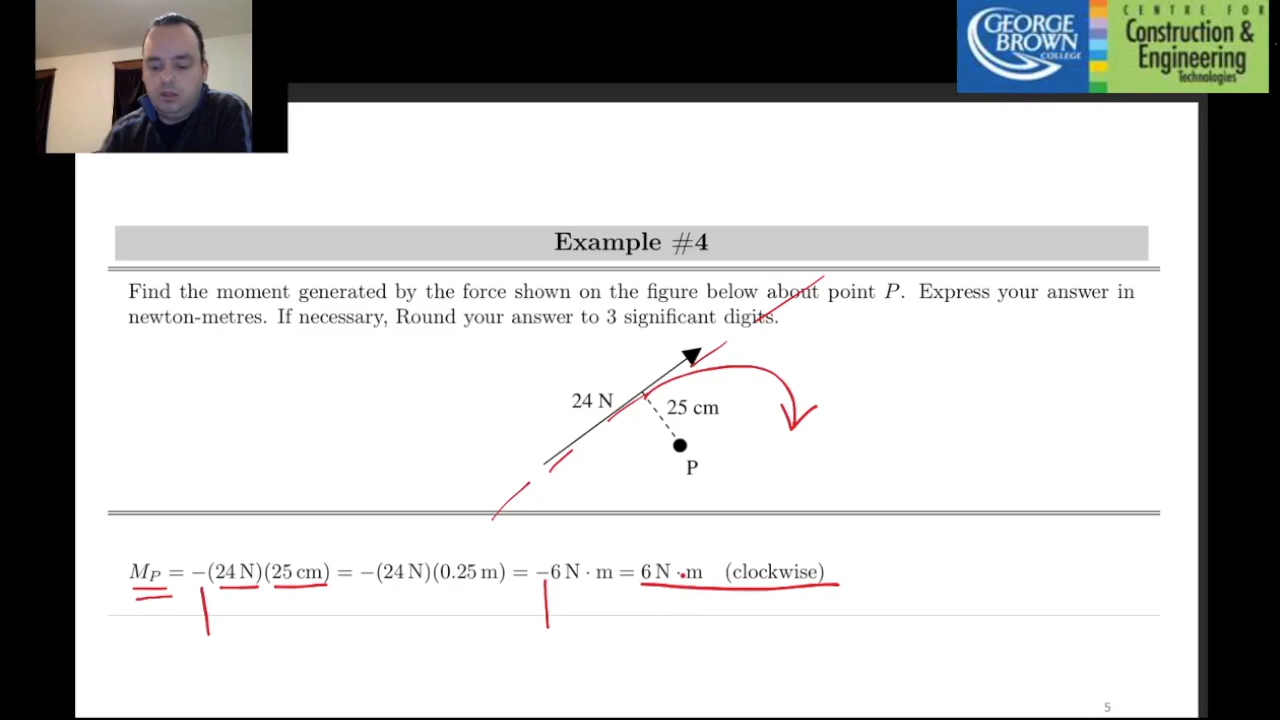 GEORGE
BROWN
COLLEGE
CENTRE FOR
Construction &
Engineering
Technologies
Example #4
Find the moment generated by the force shown on the figure below about point P. Express your answer in
newton-metres. If necessary, Round your answer to 3 significant digits.
24 N
25 cm
P
M_P = −(24 N)(25 cm) = −(24 N)(0.25 m) = −6 N · m = 6 N · m (clockwise)
5